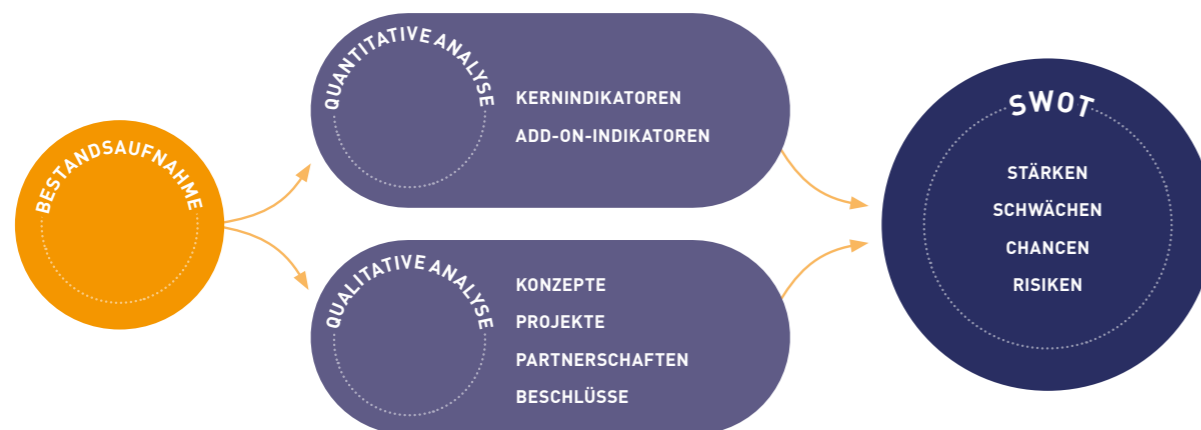 BESTANDSAUFNAHME
QUANTITATIVE ANALYSE
KERNINDIKATOREN
ADD-ON-INDIKATOREN
QUALITATIVE ANALYSE
KONZEPTE
PROJEKTE
PARTNERSCHAFTEN
BESCHLÜSSE
SWOT
STÄRKEN
SCHWÄCHEN
CHANCEN
RISIKEN